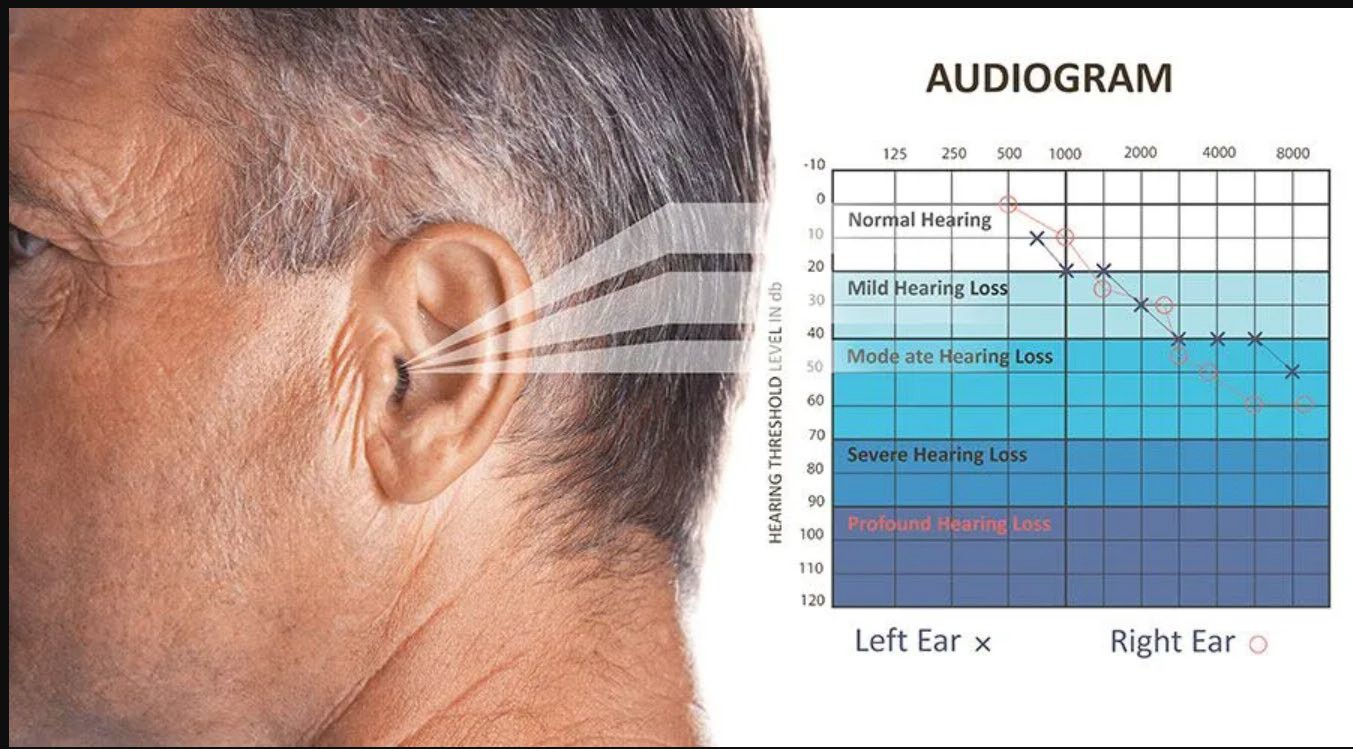 AUDIOGRAM
125 250 500 1000 2000 4000 8000
-10
0
Normal Hearing
10
20
Mild Hearing Loss
30
40
Mode ate Hearing Loss
50
60
70
Severe Hearing Loss
80
90
Profound Hearing Loss
100
110
120
HEARING THRESHOLD LEVEL IN db
Left Ear × Right Ear ○